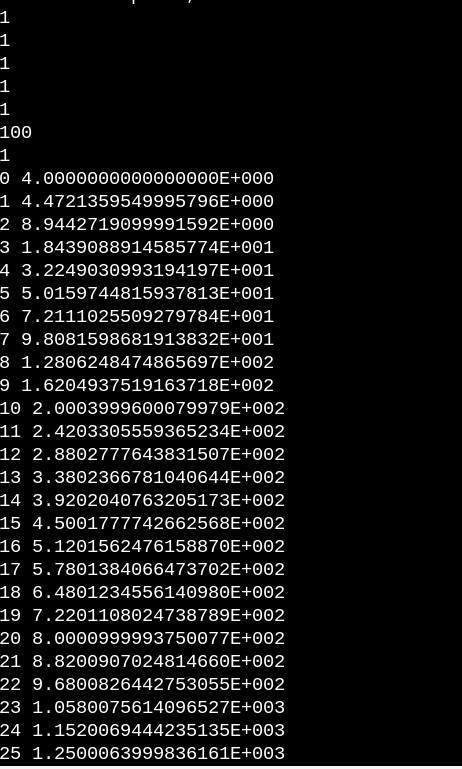 1
1
1
1
1
100
1
0 4.0000000000000000E+000
1 4.4721359549995796E+000
2 8.9442719099991592E+000
3 1.8439088914585774E+001
4 3.2249030993194197E+001
5 5.0159744815937813E+001
6 7.2111025509279784E+001
7 9.8081598681913832E+001
8 1.2806248474865697E+002
9 1.6204937519163718E+002
10 2.0003999600079979E+002
11 2.4203305559365234E+002
12 2.8802777643831507E+002
13 3.3802366781040644E+002
14 3.9202040763205173E+002
15 4.5001777742662568E+002
16 5.1201562476158870E+002
17 5.7801384066473702E+002
18 6.4801234556140980E+002
19 7.2201108024738789E+002
20 8.0000999993750077E+002
21 8.8200907024814660E+002
22 9.6800826442753055E+002
23 1.0580075614096527E+003
24 1.1520069444235135E+003
25 1.2500063999836161E+003